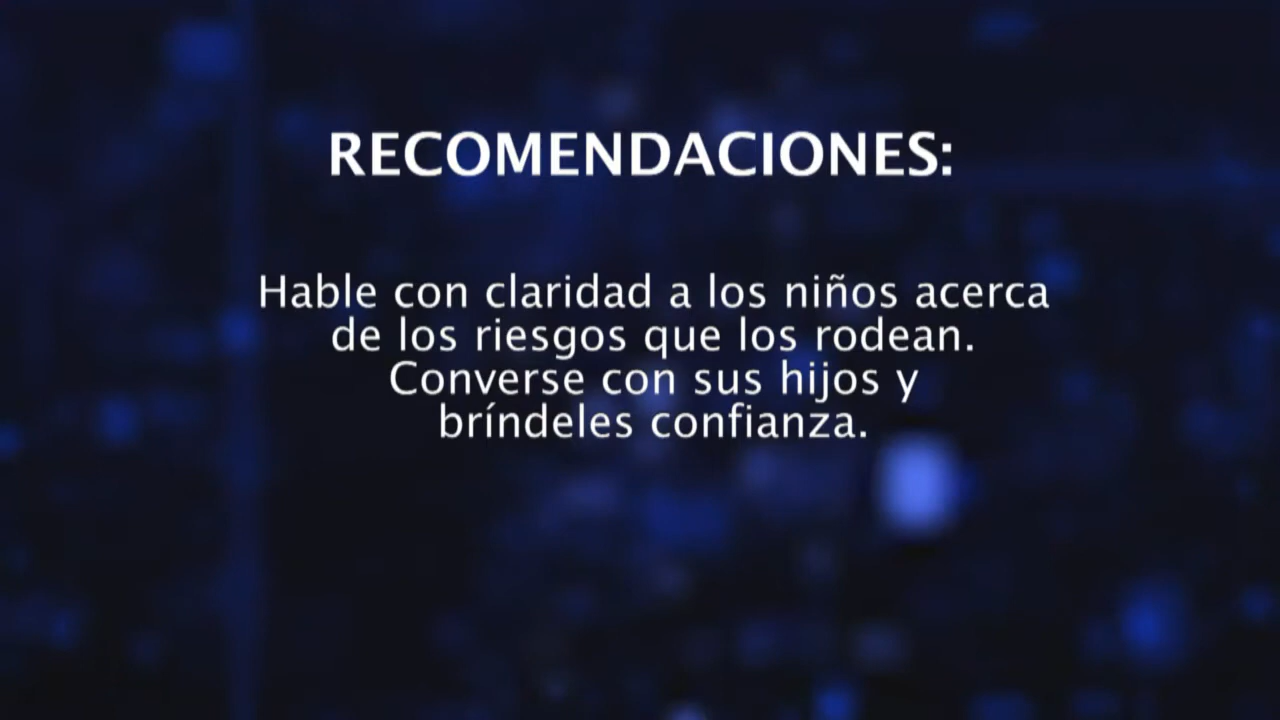 RECOMENDACIONES:
Hable con claridad a los niños acerca
de los riesgos que los rodean.
Converse con sus hijos y
bríndeles confianza.